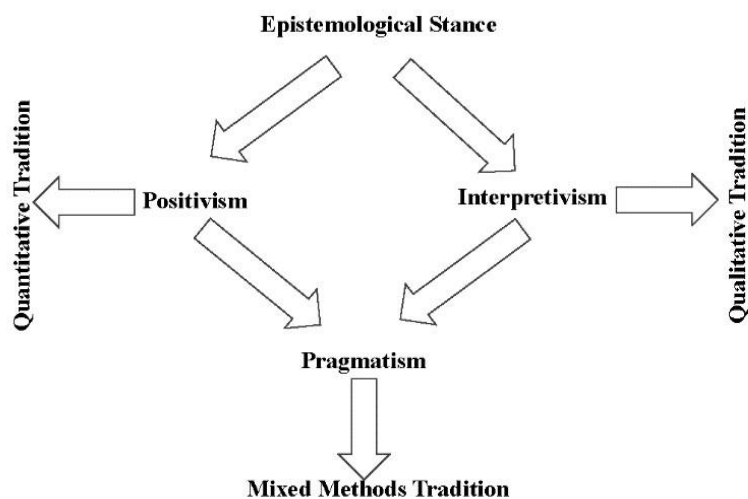 Epistemological Stance
Quantitative Tradition
Positivism
Interpretivism
Qualitative Tradition
Pragmatism
Mixed Methods Tradition